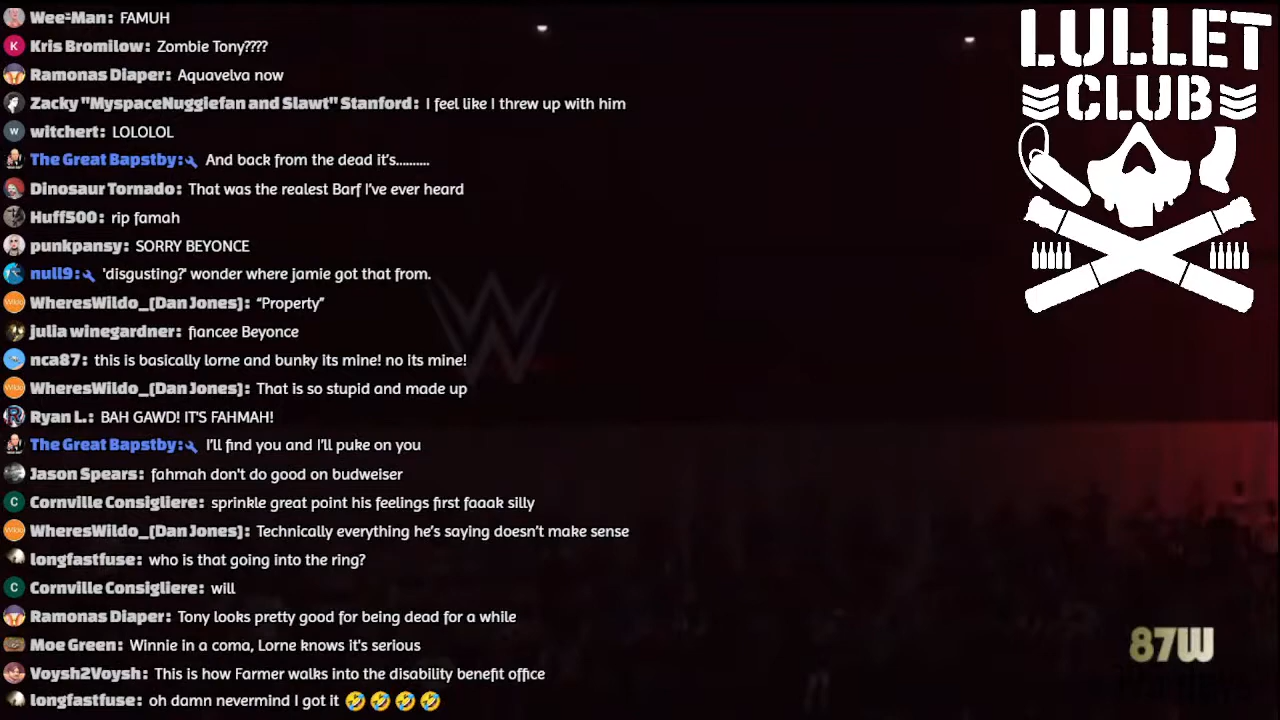 Wee-Man: FAMUH
Kris Bromilow: Zombie Tony????
Ramonas Diaper: Aquavelva now
Zacky "MyspaceNuggiefan and Slawt" Stanford: I feel like I threw up with him
witchert: LOLOLOL
The Great Bapstby: And back from the dead it's..........
Dinosaur Tornado: That was the realest Barf I've ever heard
Huff500: rip famah
punkpansy: SORRY BEYONCE
null9: 'disgusting?' wonder where jamie got that from.
WheresWildo_(Dan Jones): “Property”
julia winegardner: fiancee Beyonce
nca87: this is basically lorne and bunky its mine! no its mine!
WheresWildo_(Dan Jones): That is so stupid and made up
Ryan L.: BAH GAWD! IT'S FAHMAH!
The Great Bapstby: I'll find you and I'll puke on you
Jason Spears: fahmah don't do good on budweiser
Cornville Consigliere: sprinkle great point his feelings first faaak silly
WheresWildo_(Dan Jones): Technically everything he's saying doesn't make sense
longfastfuse: who is that going into the ring?
Cornville Consigliere: will
Ramonas Diaper: Tony looks pretty good for being dead for a while
Moe Green: Winnie in a coma, Lorne knows it's serious
Voysh2Voysh: This is how Farmer walks into the disability benefit office
longfastfuse: oh damn nevermind I got it 🤣 🤣 🤣 🤣
LULLET
CLUB
W
87W